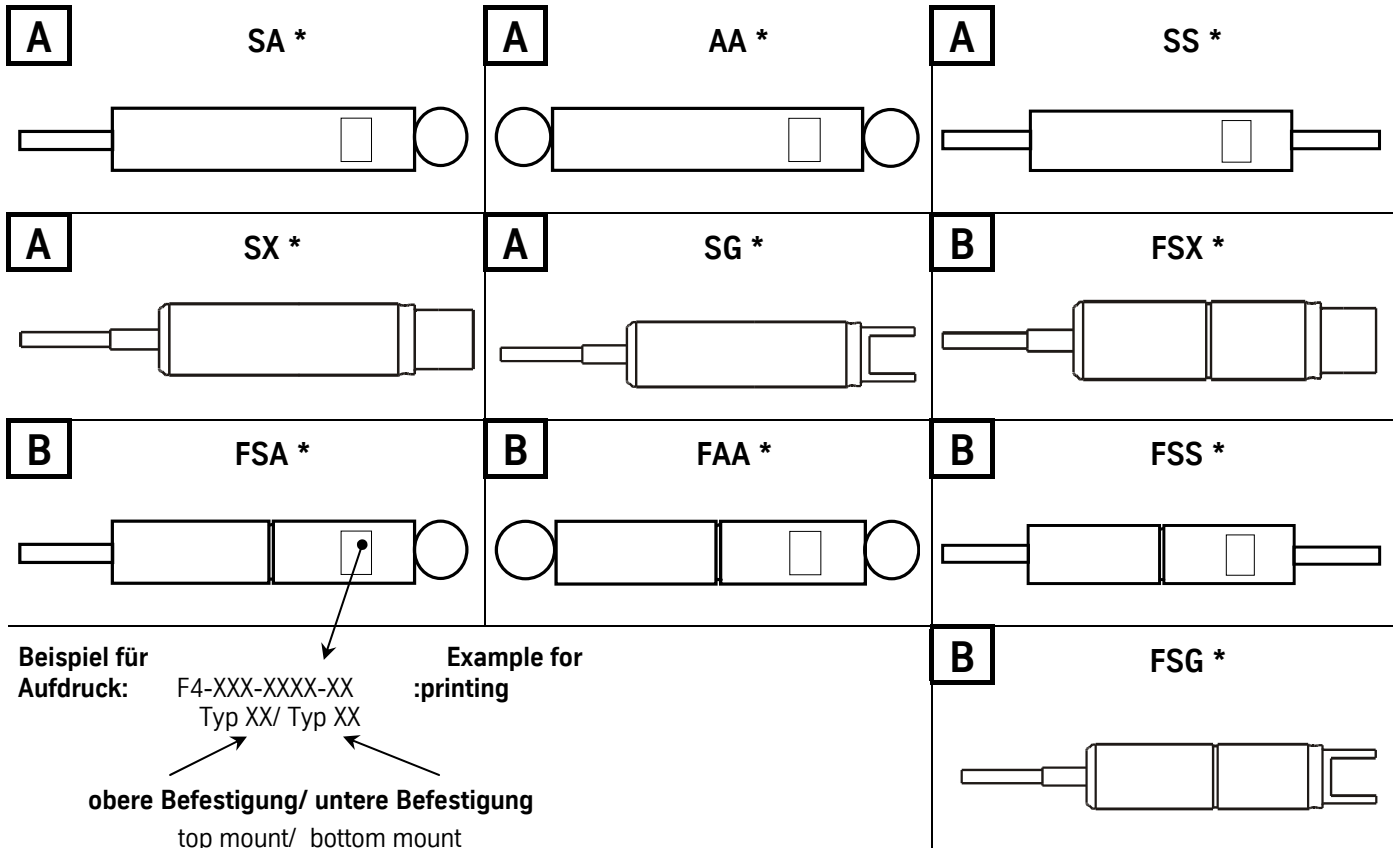 A
SA *
A
AA *
A
SS *
A
SX *
A
SG *
B
FSX *
B
FSA *
B
FAA *
B
FSS *
Beispiel für
Aufdruck:
F4-XXX-XXXX-XX
Typ XX/ Typ XX
Example for
:printing
obere Befestigung/ untere Befestigung
top mount/ bottom mount
B
FSG *